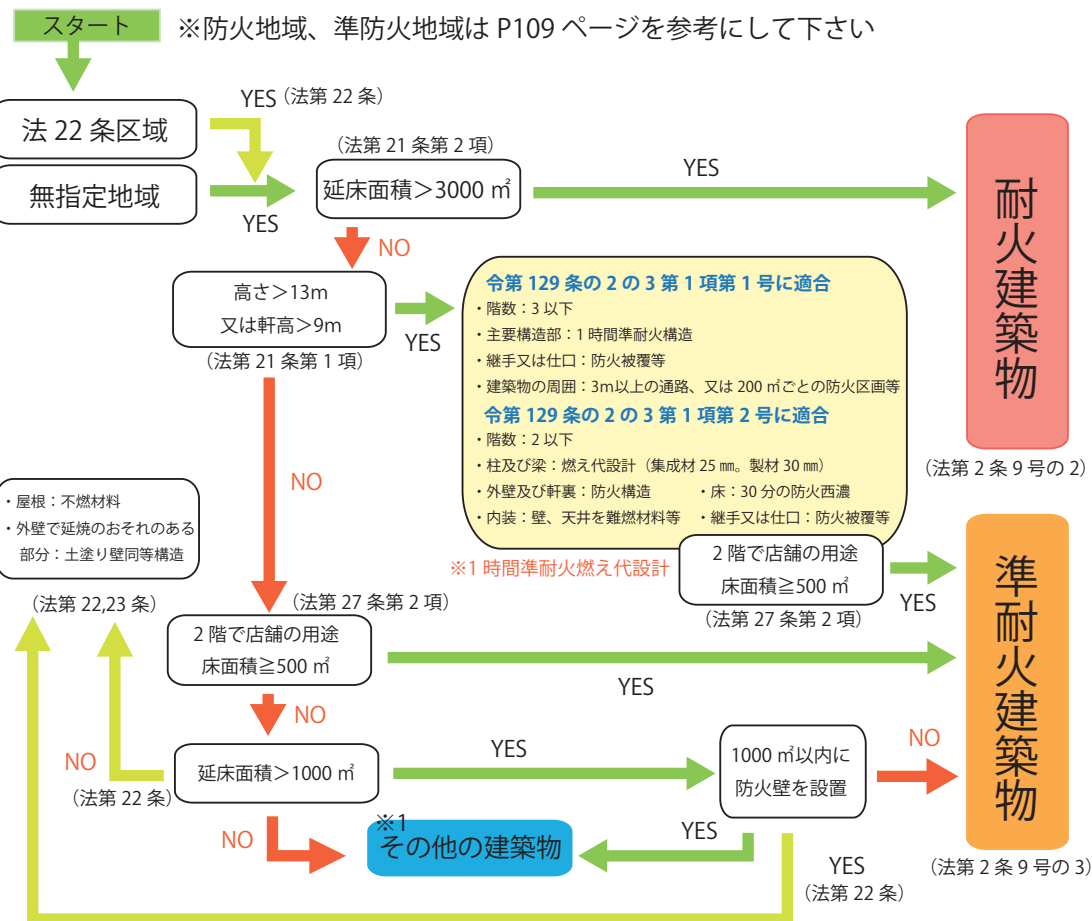 スタート
※防火地域、準防火地域は P109 ページを参考にして下さい
法 22 条区域
無指定地域
YES（法第 22 条）
YES
（法第 21 条第 2 項）
延床面積＞3000 ㎡
YES
NO
高さ＞13m
又は軒高＞9m
（法第 21 条第 1 項）
YES
NO
令第 129 条の 2 の 3 第 1 項第 1 号に適合
・階数：3 以下
・主要構造部：1 時間準耐火構造
・継手又は仕口：防火被覆等
・建築物の周囲：3m以上の通路、又は 200 ㎡ごとの防火区画等
令第 129 条の 2 の 3 第 1 項第 2 号に適合
・階数：2 以下
・柱及び梁：燃え代設計（集成材 25 ㎜。製材 30 ㎜）
・外壁及び軒裏：防火構造　・床：30 分の防火西濃
・内装：壁、天井を難燃材料等　・継手又は仕口：防火被覆等
※1 時間準耐火燃え代設計
2 階で店舗の用途
床面積≧500 ㎡
（法第 27 条第 2 項）
YES
耐火建築物
（法第 2 条 9 号の 2）
・屋根：不燃材料
・外壁で延焼のおそれのある
部分：土塗り壁同等構造
（法第 22,23 条）
（法第 27 条第 2 項）
2 階で店舗の用途
床面積≧500 ㎡
YES
NO
延床面積＞1000 ㎡
NO
（法第 22 条）
YES
1000 ㎡以内に
防火壁を設置
NO
NO
※1
その他の建築物
YES
YES
（法第 22 条）
準耐火建築物
（法第 2 条 9 号の 3）